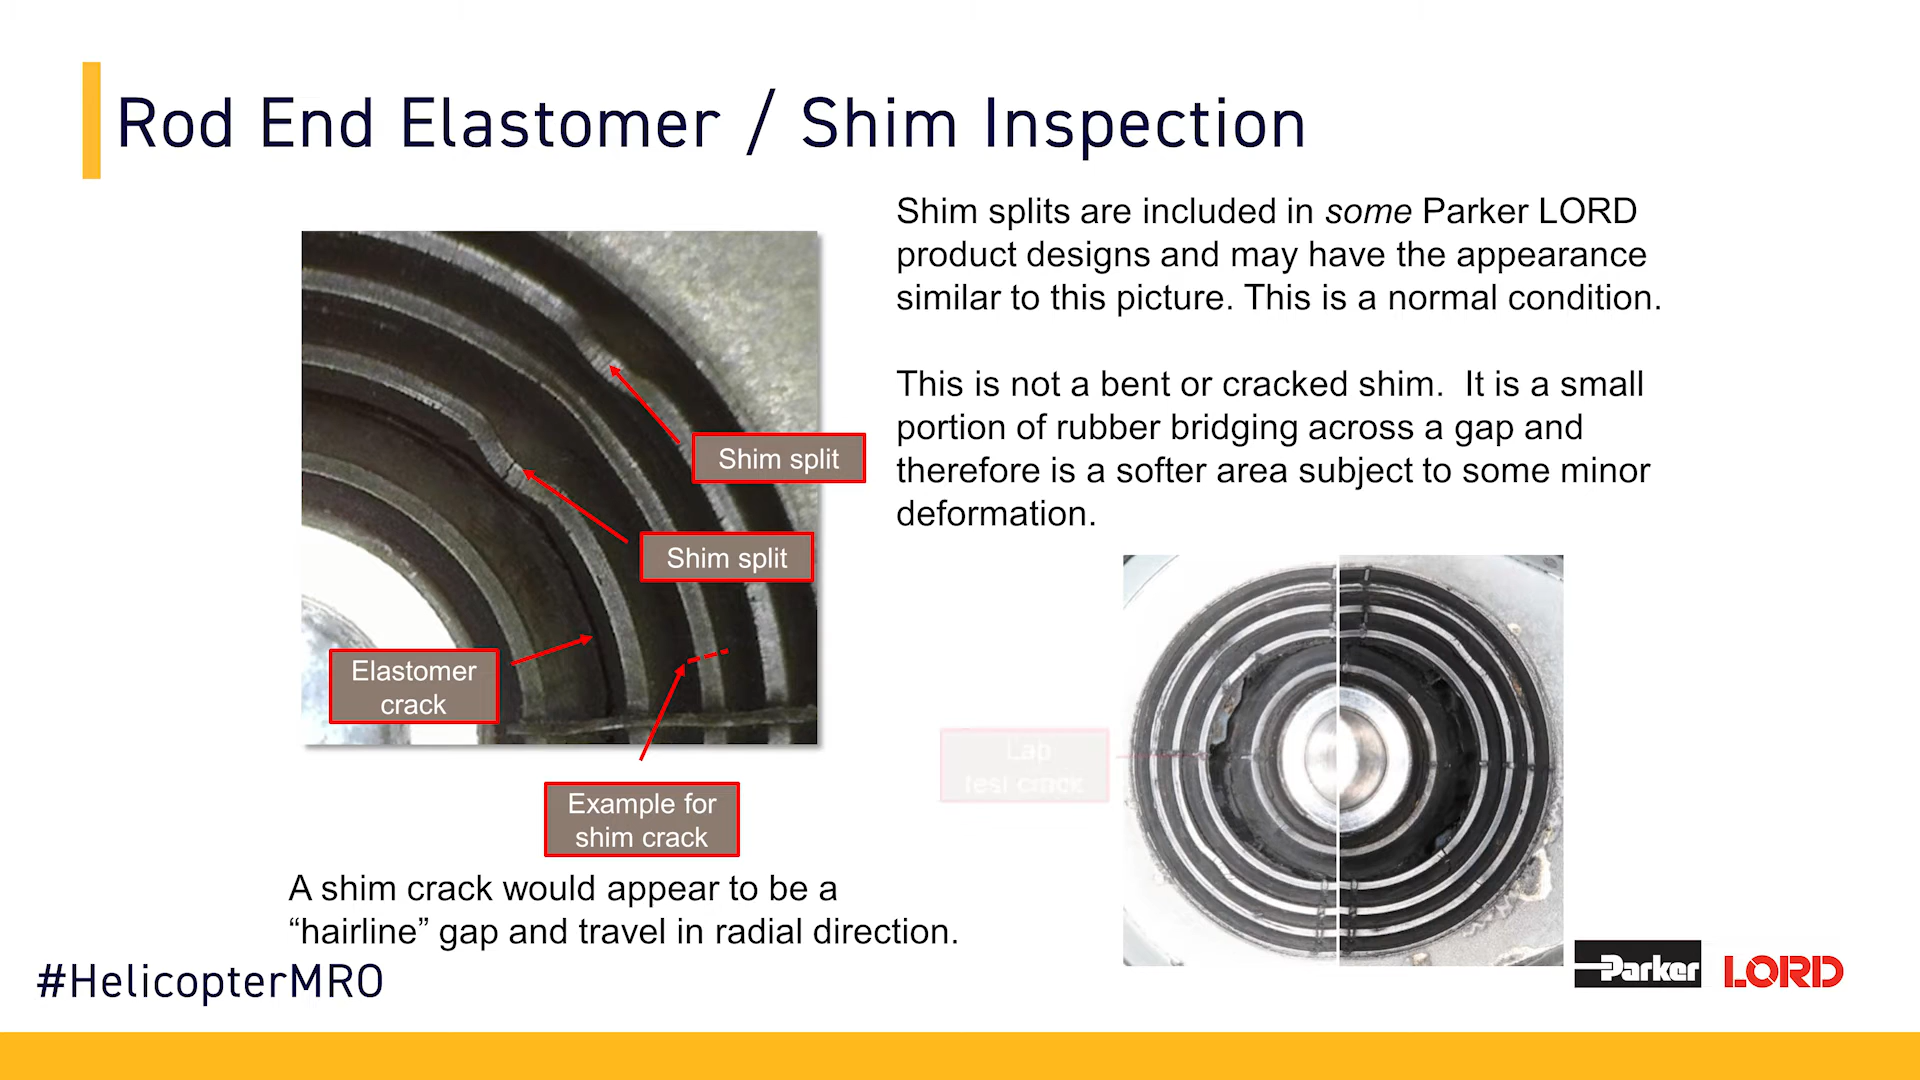 Rod End Elastomer / Shim Inspection
Shim splits are included in some Parker LORD
product designs and may have the appearance
similar to this picture. This is a normal condition.
This is not a bent or cracked shim. It is a small
portion of rubber bridging across a gap and
therefore is a softer area subject to some minor
deformation.
Shim split
Shim split
Elastomer
crack
Example for
shim crack
Lap
test crack
A shim crack would appear to be a
“hairline” gap and travel in radial direction.
#HelicopterMRO
Parker LORD